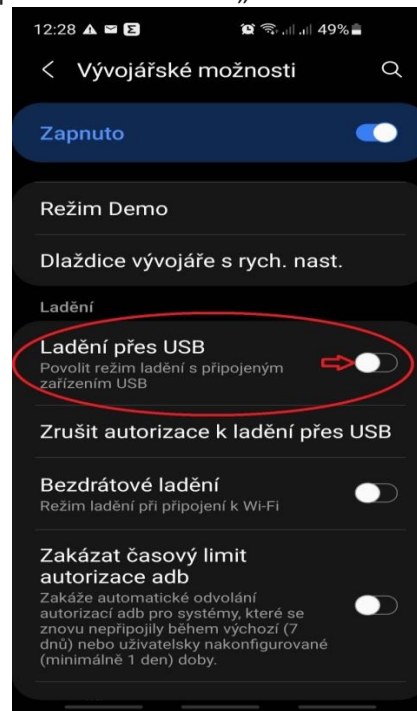 12:28 49%
Vývojářské možnosti
Zapnuto
Režim Demo
Dlaždice vývojáře s rych. nast.
Ladění
Ladění přes USB
Povolit režim ladění s připojeným
zařízením USB
Zrušit autorizace k ladění přes USB
Bezdrátové ladění
Režim ladění při připojení k Wi-Fi
Zakázat časový limit
autorizace adb
Zakáže automatické odvolání
autorizací adb pro systémy, které se
znovu nepřipojily během výchozí (7
dnů) nebo uživatelsky nakonfigurované
(minimálně 1 den) doby.